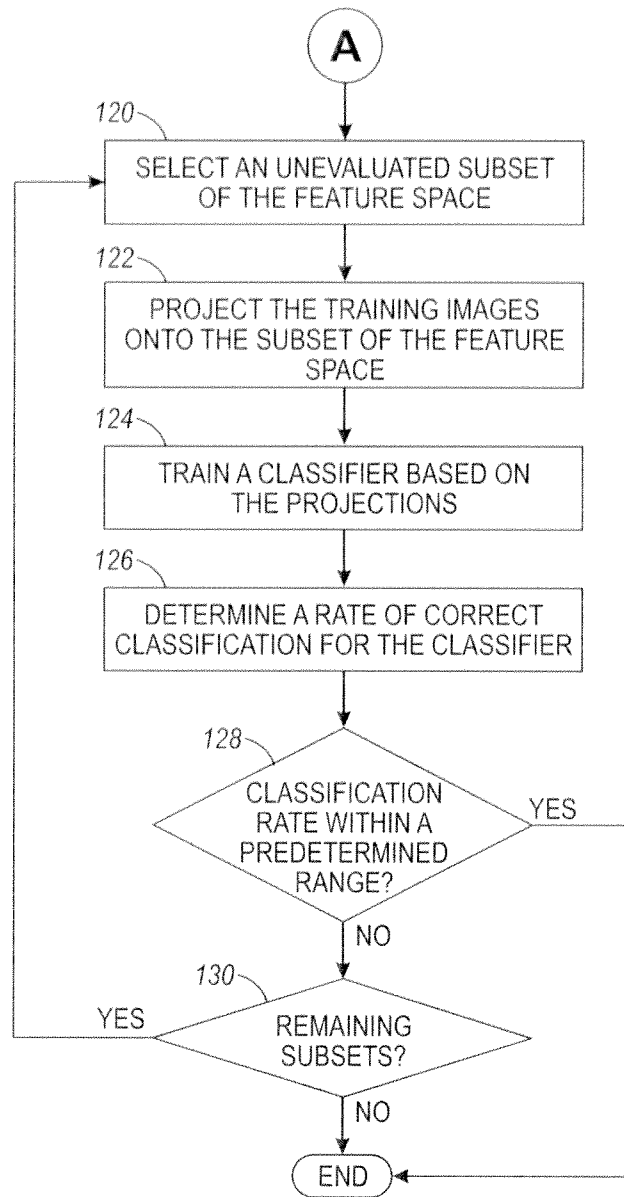 A
120
SELECT AN UNEVALUATED SUBSET
OF THE FEATURE SPACE
122
PROJECT THE TRAINING IMAGES
ONTO THE SUBSET OF THE FEATURE
SPACE
124
TRAIN A CLASSIFIER BASED ON
THE PROJECTIONS
126
DETERMINE A RATE OF CORRECT
CLASSIFICATION FOR THE CLASSIFIER
128
CLASSIFICATION
RATE WITHIN A
PREDETERMINED
RANGE?
YES
NO
130
YES
REMAINING
SUBSETS?
NO
END